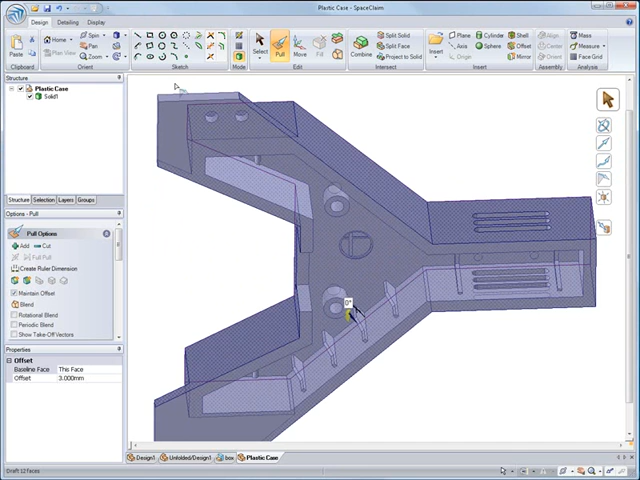 Plastic Case - SpaceClaim
Design Detailing Display
Paste
Home Spin
Plan View Pan
Zoom
Select Pull Move Fill
Combine
Split Solid
Split Face
Project to Solid
Insert
Plane Cylinder Shell
Axis Sphere Offset
Mirror
Align
Mass
Measure
Face Grid
Clipboard Orient Sketch Mode Edit Intersect Insert Assembly Analysis
Structure
Plastic Case
Solid1
Structure Selection Layers Groups
Options - Pull
Pull Options
Add Cut
Full Pull
Create Ruler Dimension
Maintain Offset
Blend
Rotational Blend
Periodic Blend
Show Take-Off Vectors
Properties
Offset
Baseline Face This Face
Offset 3.000mm
0°
Design1 Unfolded/Design1 box Plastic Case
Draft 12 faces